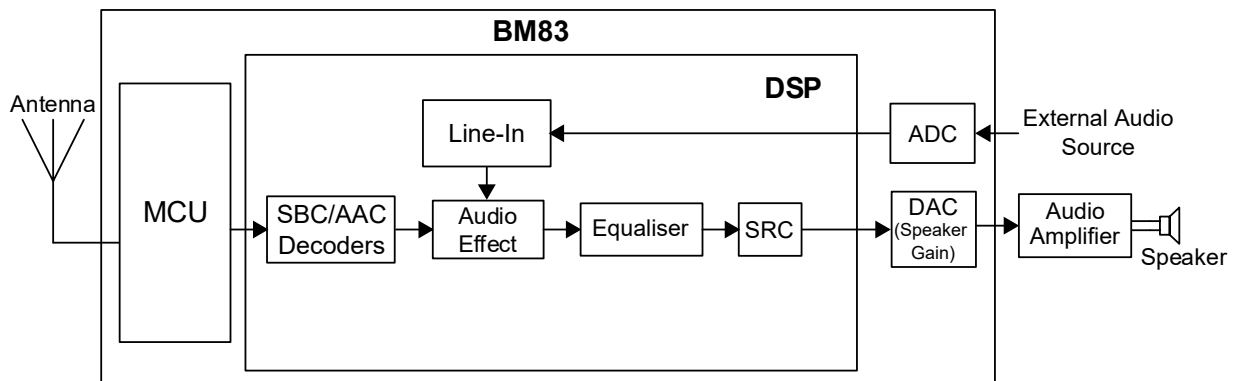 BM83
DSP
Antenna
MCU
Line-In
ADC
External Audio
Source
SBC/AAC
Decoders
Audio
Effect
Equaliser
SRC
DAC
(Speaker
Gain)
Audio
Amplifier
Speaker